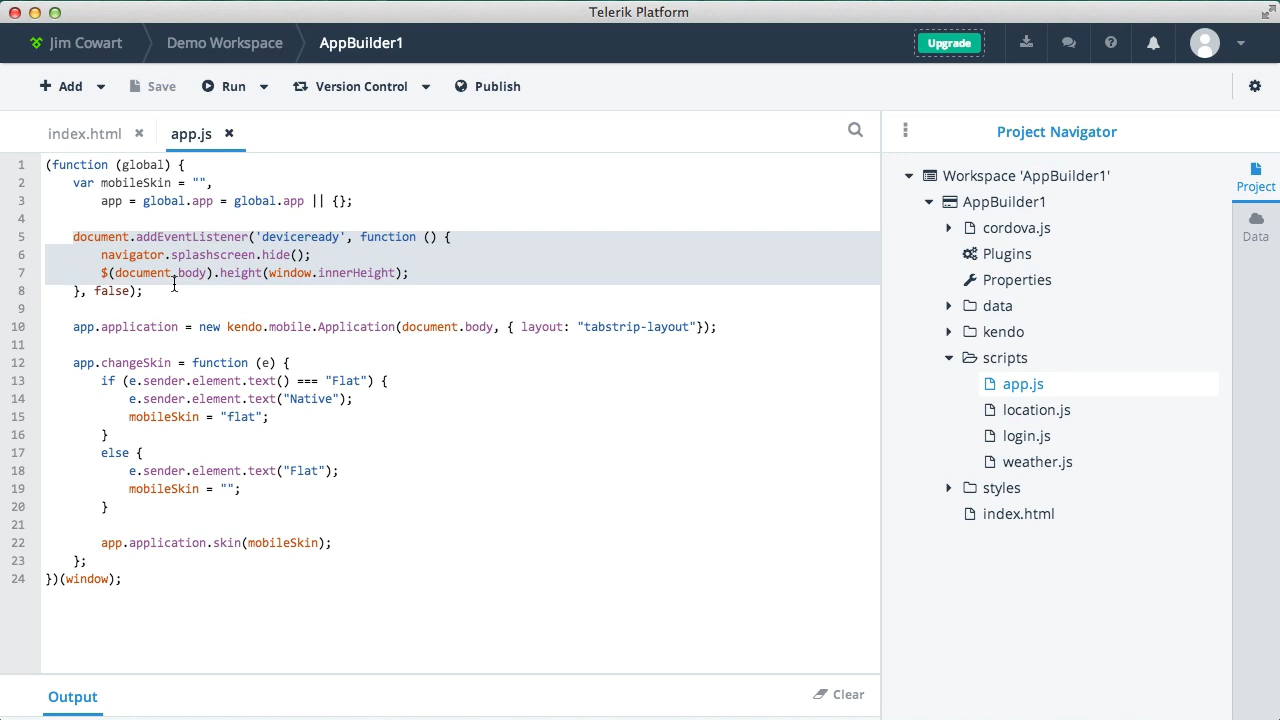 Telerik Platform
Jim Cowart Demo Workspace AppBuilder1 Upgrade
Add Save Run Version Control Publish
index.html app.js
Project Navigator
1 (function (global) {
2 var mobileSkin = "",
3 app = global.app = global.app || {};
4
5 document.addEventListener('deviceready', function () {
6 navigator.splashscreen.hide();
7 $(document.body).height(window.innerHeight);
8 }, false);
9
10 app.application = new kendo.mobile.Application(document.body, { layout: "tabstrip-layout"});
11
12 app.changeSkin = function (e) {
13 if (e.sender.element.text() === "Flat") {
14 e.sender.element.text("Native");
15 mobileSkin = "flat";
16 }
17 else {
18 e.sender.element.text("Flat");
19 mobileSkin = "";
20 }
21
22 app.application.skin(mobileSkin);
23 };
24 })(window);
Workspace 'AppBuilder1'
AppBuilder1
cordova.js
Plugins
Properties
data
kendo
scripts
app.js
location.js
login.js
weather.js
styles
index.html
Project
Data
Output
Clear